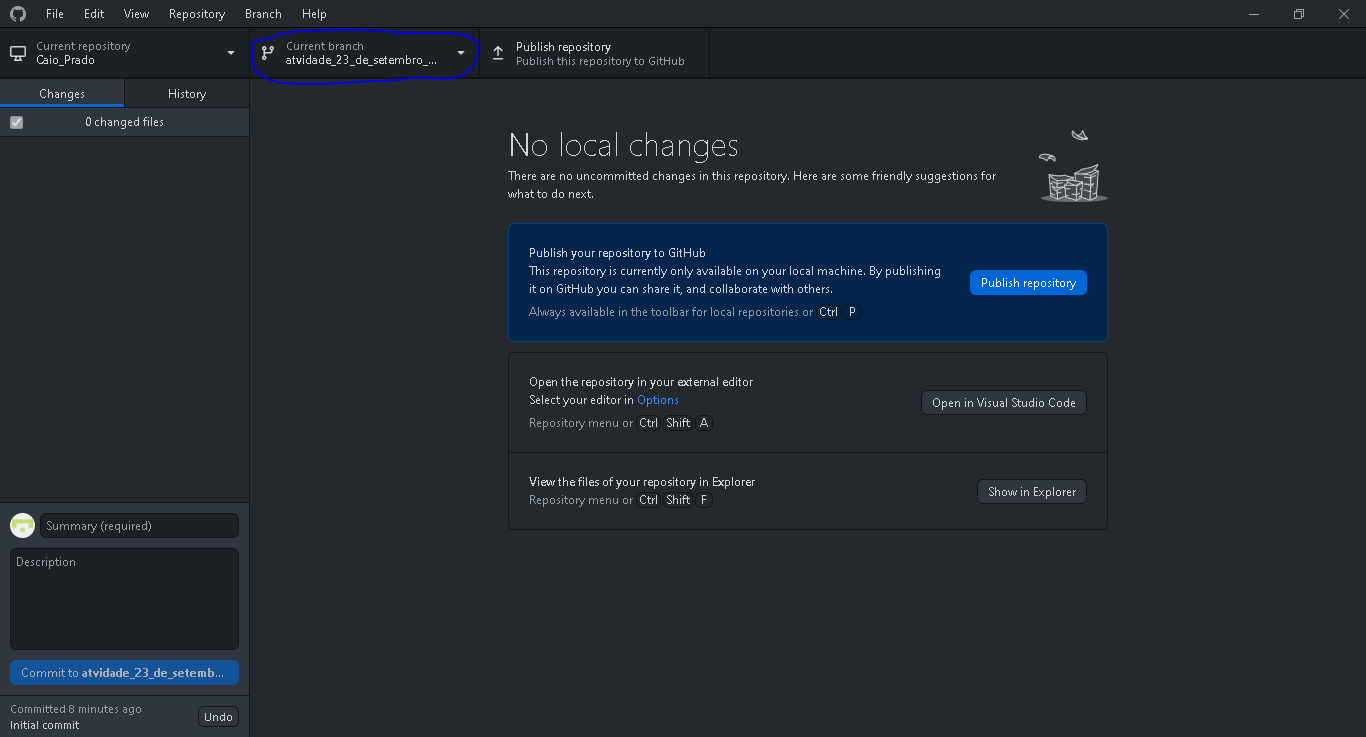 File Edit View Repository Branch Help
Current repository
Caio_Prado
Current branch
atvidade_23_de_setembro_...
Publish repository
Publish this repository to GitHub
Changes History
0 changed files
No local changes
There are no uncommitted changes in this repository. Here are some friendly suggestions for
what to do next.
Publish your repository to GitHub
This repository is currently only available on your local machine. By publishing
it on GitHub you can share it, and collaborate with others.
Always available in the toolbar for local repositories or Ctrl P
Publish repository
Open the repository in your external editor
Select your editor in Options
Repository menu or Ctrl Shift A
Open in Visual Studio Code
View the files of your repository in Explorer
Repository menu or Ctrl Shift F
Show in Explorer
Summary (required)
Description
Commit to atvidade_23_de_setemb...
Committed 8 minutes ago
Initial commit
Undo